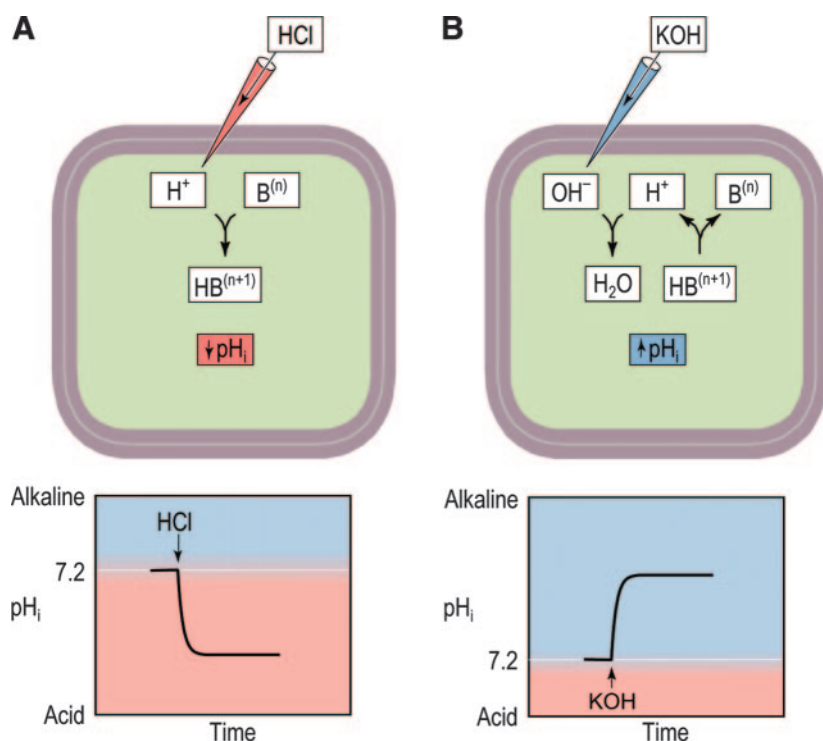 A
HCl
H⁺
B⁽ⁿ⁾
HB⁽ⁿ⁺¹⁾
↓pHᵢ
Alkaline
HCl
7.2
pHᵢ
Acid
Time
B
KOH
OH⁻
H⁺
B⁽ⁿ⁾
H₂O
HB⁽ⁿ⁺¹⁾
↑pHᵢ
Alkaline
pHᵢ
7.2
KOH
Acid
Time